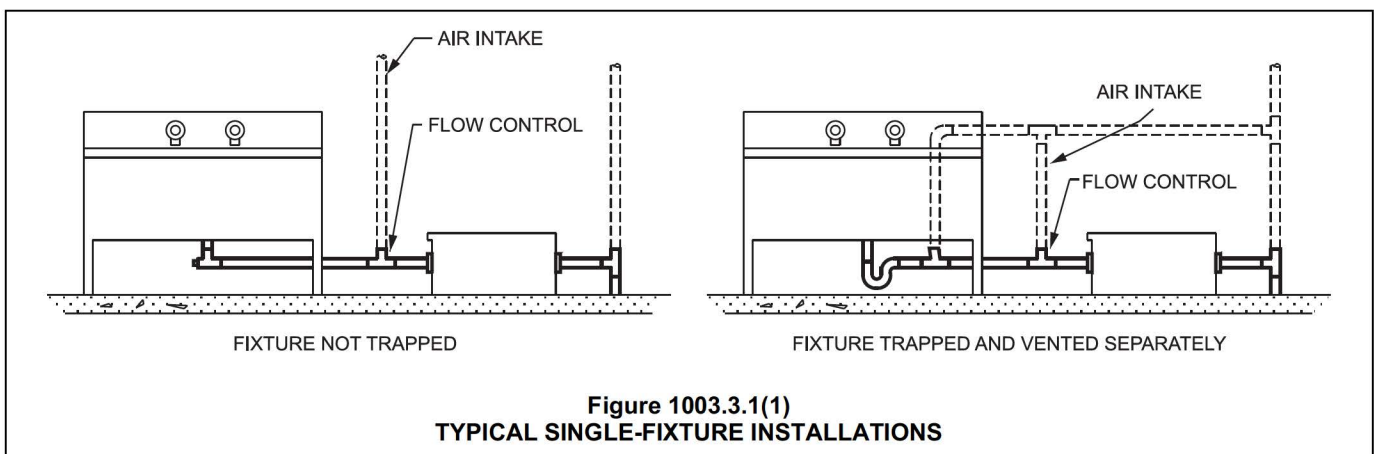 AIR INTAKE
FLOW CONTROL
FIXTURE NOT TRAPPED
AIR INTAKE
FLOW CONTROL
FIXTURE TRAPPED AND VENTED SEPARATELY
Figure 1003.3.1(1)
TYPICAL SINGLE-FIXTURE INSTALLATIONS